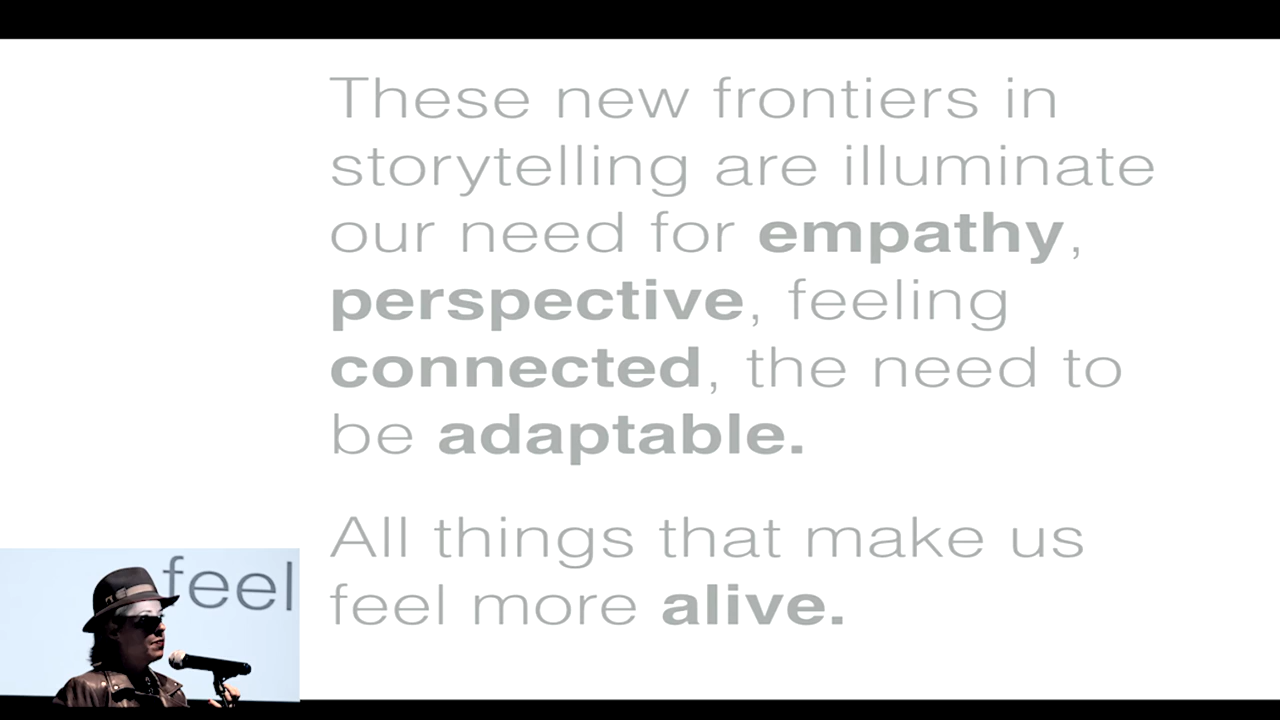 These new frontiers in
storytelling are illuminate
our need for empathy,
perspective, feeling
connected, the need to
be adaptable.
All things that make us
feel more alive.
feel